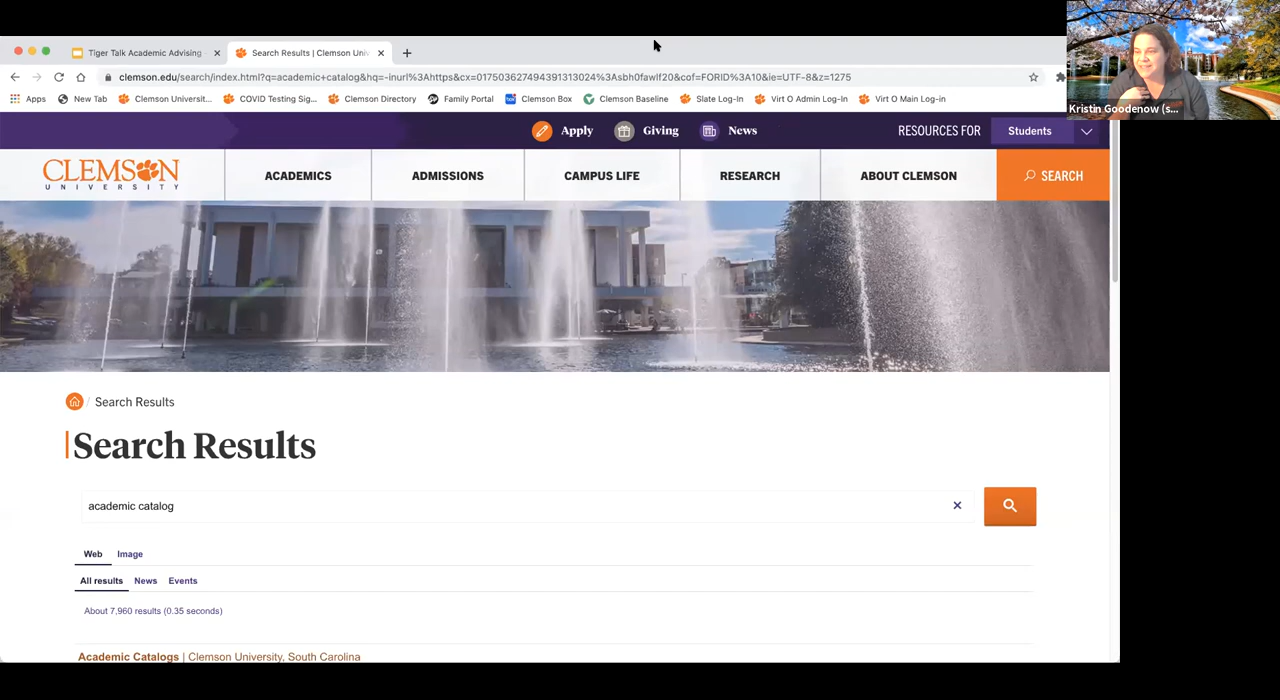 Tiger Talk Academic Advising
Search Results | Clemson Univ
clemson.edu/search/index.html?q=academic+catalog&hq=-inurl%3Ahttps&cx=017503627494391313024%3Asbh0fawlf20&cof=FORID%3A10&ie=UTF-8&z=1275
Apps
New Tab
Clemson Universit...
COVID Testing Sig...
Clemson Directory
Family Portal
Clemson Box
Clemson Baseline
Slate Log-In
Virt O Admin Log-In
Virt O Main Log-in
Kristin Goodenow (s...
Apply
Giving
News
RESOURCES FOR
Students
CLEMSON
UNIVERSITY
ACADEMICS
ADMISSIONS
CAMPUS LIFE
RESEARCH
ABOUT CLEMSON
SEARCH
/ Search Results
Search Results
academic catalog
Web
Image
All results
News
Events
About 7,960 results (0.35 seconds)
Academic Catalogs | Clemson University, South Carolina